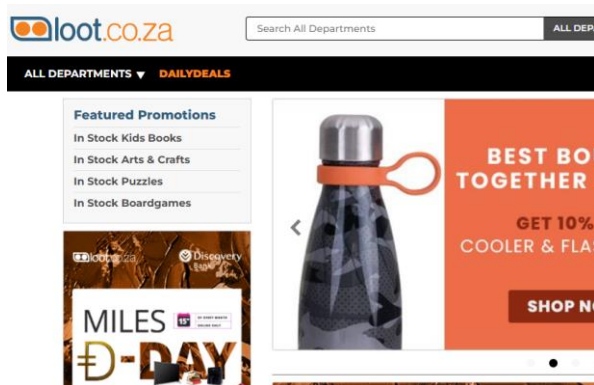 loot.co.za
Search All Departments
ALL DEP
ALL DEPARTMENTS ▼ DAILYDEALS
Featured Promotions
In Stock Kids Books
In Stock Arts & Crafts
In Stock Puzzles
In Stock Boardgames
BEST BO
TOGETHER
GET 10%
COOLER & FLAS
SHOP NO
loot.co.za
Discovery
MILES
15TH
D-DAY